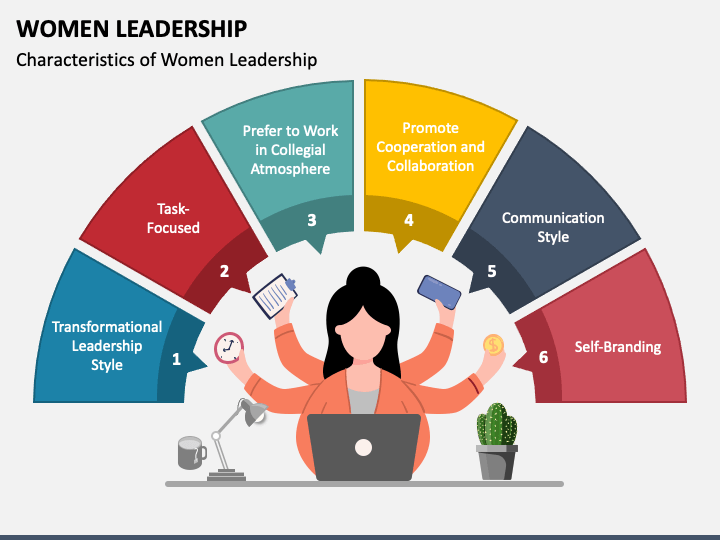 WOMEN LEADERSHIP
Characteristics of Women Leadership
Transformational
Leadership
Style
1
Task-
Focused
2
Prefer to Work
in Collegial
Atmosphere
3
Promote
Cooperation and
Collaboration
4
Communication
Style
5
Self-Branding
6
$